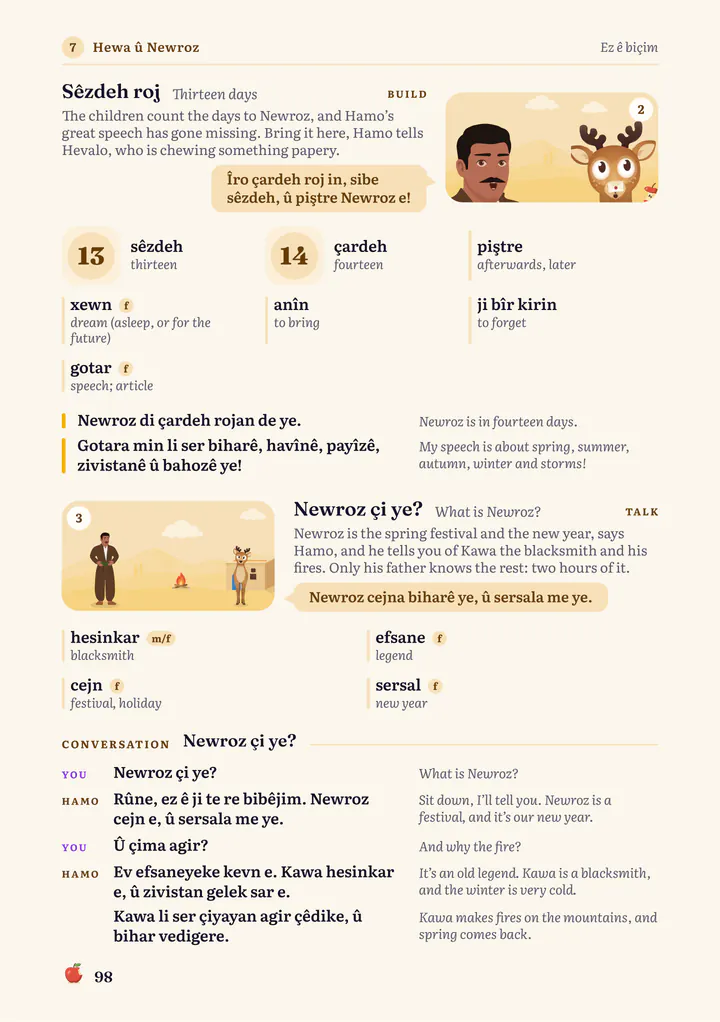 7 Hewa û Newroz
Ez ê biçim
Sêzdeh roj Thirteen days
BUILD
The children count the days to Newroz, and Hamo’s
great speech has gone missing. Bring it here, Hamo tells
Hevalo, who is chewing something papery.
2
Îro çardeh roj in, sibe
sêzdeh, û piştre Newroz e!
13 sêzdeh
thirteen
14 çardeh
fourteen
piştre
afterwards, later
xewn f
dream (asleep, or for the
future)
anîn
to bring
ji bîr kirin
to forget
gotar f
speech; article
Newroz di çardeh rojan de ye.
Newroz is in fourteen days.
Gotara min li ser biharê, havînê, payîzê,
zivistanê û bahozê ye!
My speech is about spring, summer,
autumn, winter and storms!
3
Newroz çi ye? What is Newroz?
TALK
Newroz is the spring festival and the new year, says
Hamo, and he tells you of Kawa the blacksmith and his
fires. Only his father knows the rest: two hours of it.
Newroz cejna biharê ye, û sersala me ye.
hesinkar m/f
blacksmith
efsane f
legend
cejn f
festival, holiday
sersal f
new year
CONVERSATION Newroz çi ye?
YOU Newroz çi ye?
What is Newroz?
HAMO Rûne, ez ê ji te re bibêjim. Newroz
cejn e, û sersala me ye.
Sit down, I’ll tell you. Newroz is a
festival, and it’s our new year.
YOU Û çima agir?
And why the fire?
HAMO Ev efsaneyeke kevn e. Kawa hesinkar
e, û zivistan gelek sar e.
It’s an old legend. Kawa is a blacksmith,
and the winter is very cold.
Kawa li ser çiyayan agir çêdike, û
bihar vedigere.
Kawa makes fires on the mountains, and
spring comes back.
98